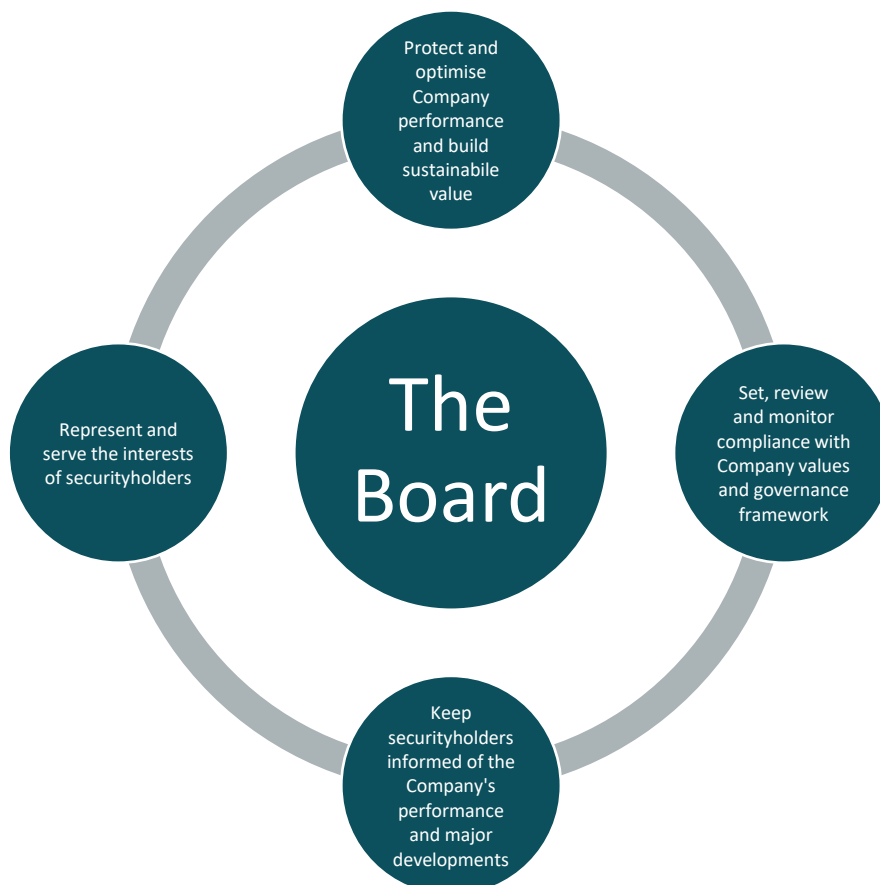 Protect and
optimise
Company
performance
and build
sustainabile
value
The
Board
Set, review
and monitor
compliance with
Company values
and governance
framework
Keep
securityholders
informed of the
Company's
performance
and major
developments
Represent and
serve the interests
of securityholders